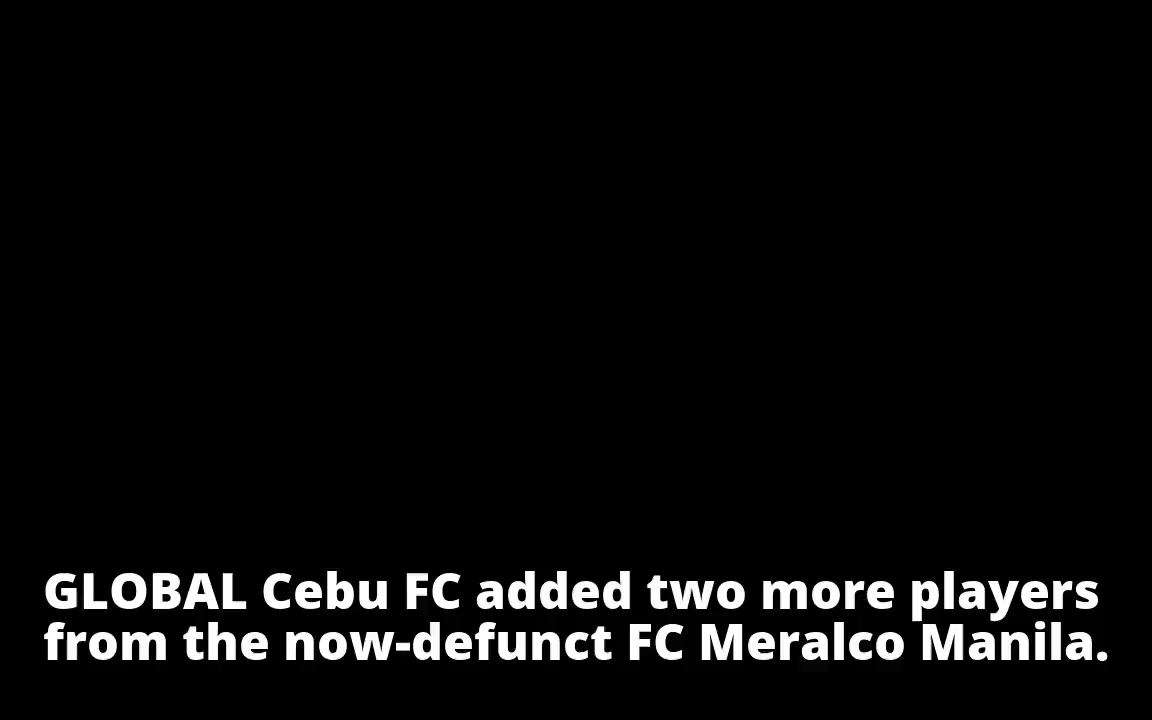 GLOBAL Cebu FC added two more players
from the now-defunct FC Meralco Manila.